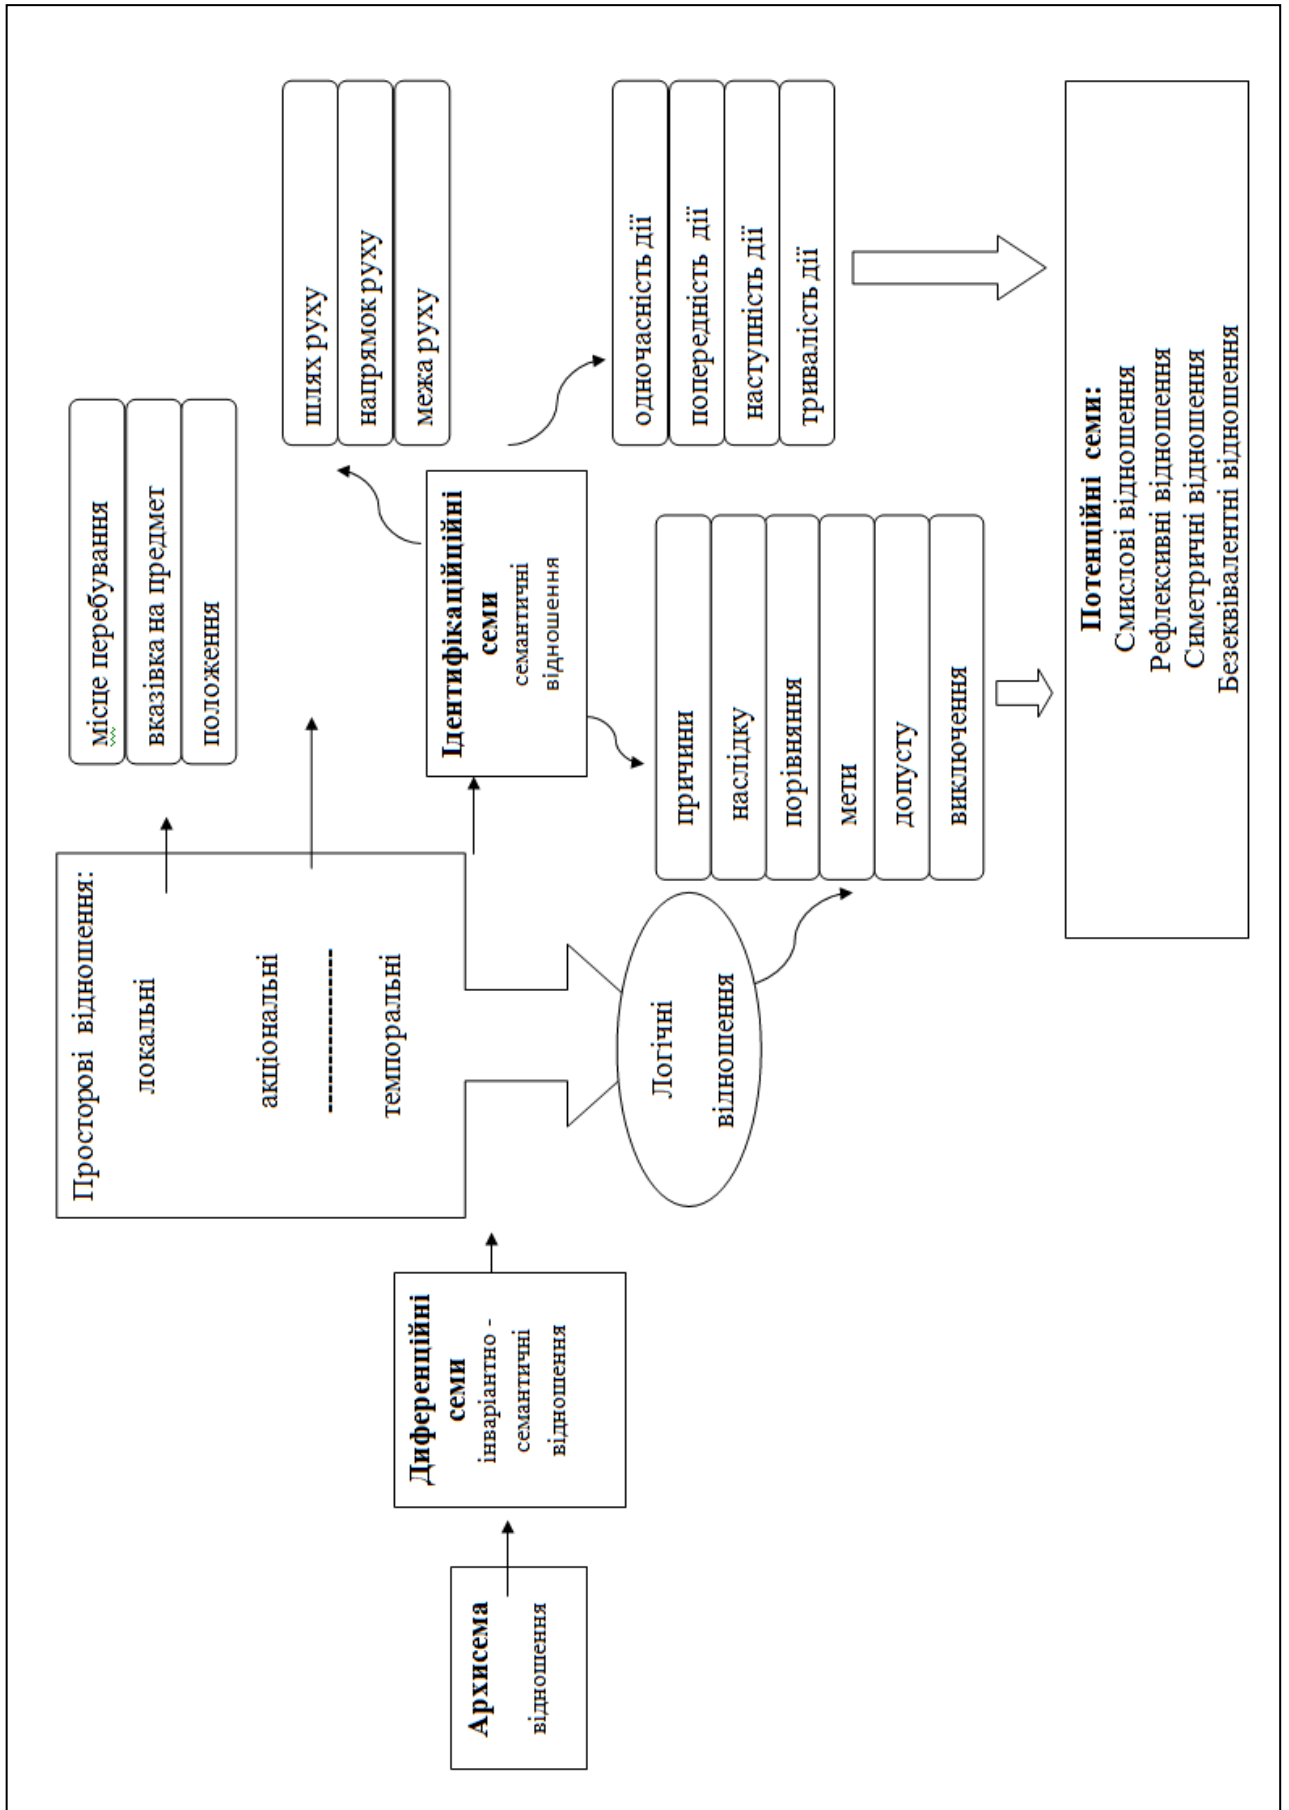 Архисема
відношення
Диференційні
семи
інваріантно -
семантичні
відношення
Просторові відношення:
локальні
акціональні
------------------
темпоральні
Логічні
відношення
місце перебування
вказівка на предмет
положення
Ідентифікаційні
семи
семантичні
відношення
шлях руху
напрямок руху
межа руху
одночасність дії
попередність дії
наступність дії
тривалість дії
причини
наслідку
порівняння
мети
допусту
виключення
Потенційні семи:
Смислові відношення
Рефлексивні відношення
Симетричні відношення
Безеквівалентні відношення